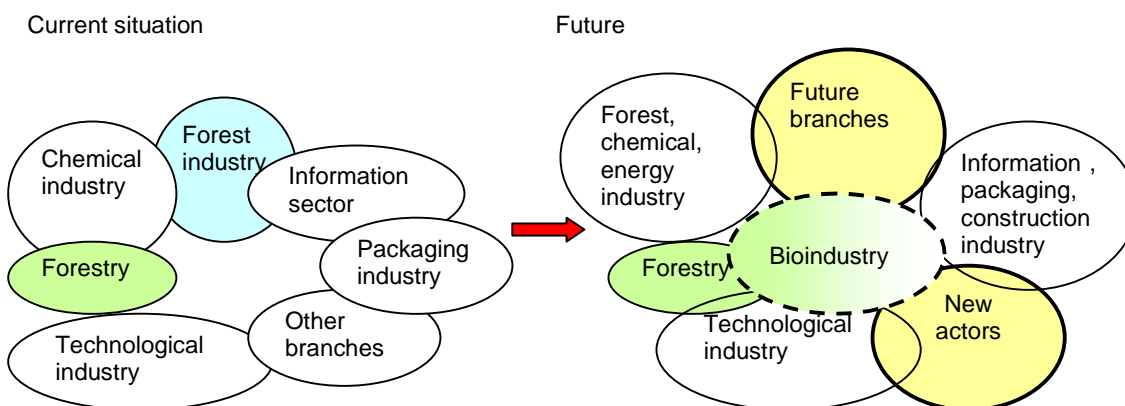 Current situation
Chemical
industry
Forest
industry
Information
sector
Forestry
Packaging
industry
Technological
industry
Other
branches
Future
Forest,
chemical,
energy
industry
Future
branches
Information ,
packaging,
construction
industry
Forestry
Bioindustry
Technological
industry
New
actors